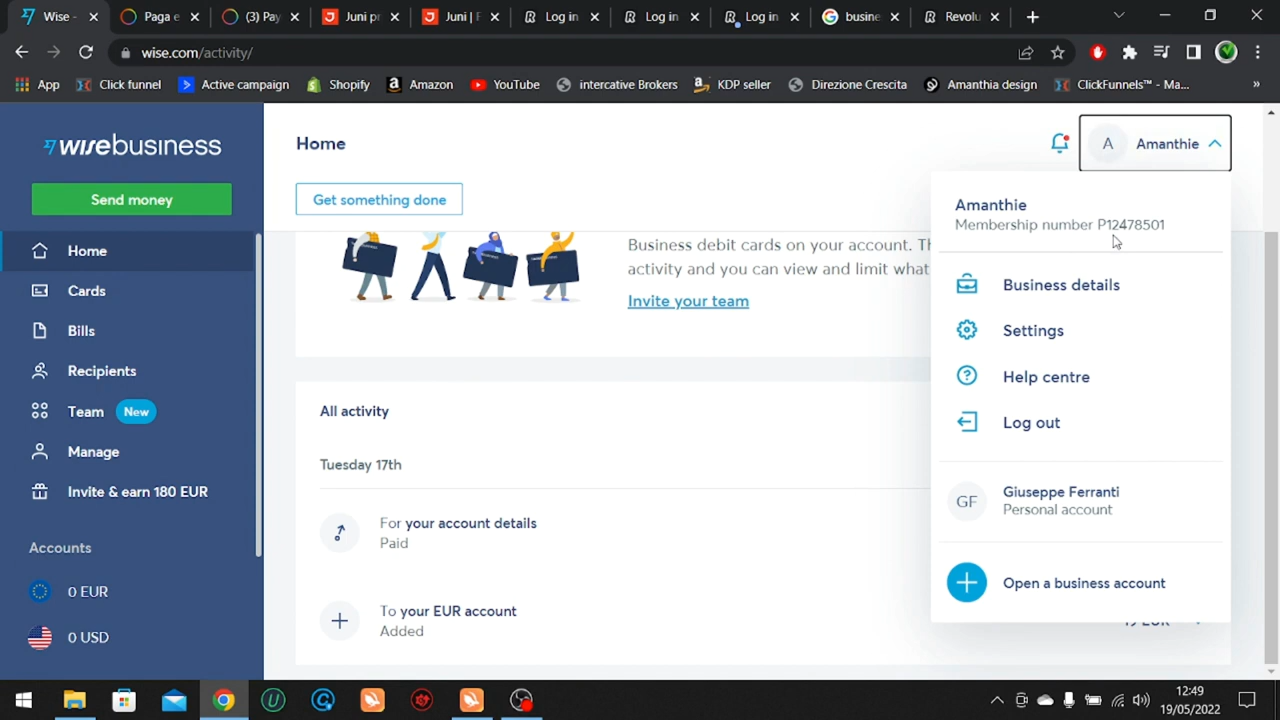 Wise -
Paga e
(3) Pay
Juni pr
Juni | F
Log in
Log in
Log in
busine
Revolu
wise.com/activity/
App
Click funnel
Active campaign
Shopify
Amazon
YouTube
intercative Brokers
KDP seller
Direzione Crescita
Amanthia design
ClickFunnels™ - Ma...
»
wisebusiness
Home
A
Amanthie
Send money
Get something done
Amanthie
Membership number P12478501
Home
Business debit cards on your account. Th
activity and you can view and limit what
Invite your team
Cards
Bills
Recipients
Team New
Manage
Invite & earn 180 EUR
Accounts
0 EUR
0 USD
Business details
Settings
Help centre
Log out
GF
Giuseppe Ferranti
Personal account
Open a business account
All activity
Tuesday 17th
For your account details
Paid
To your EUR account
Added
19 EUR
12:49
19/05/2022